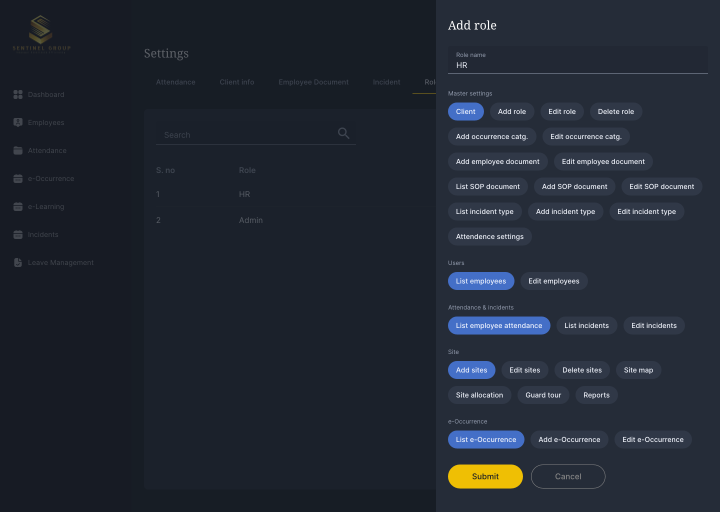 SENTINEL GROUP
Dashboard
Employees
Attendance
e-Occurrence
e-Learning
Incidents
Leave Management
Settings
Attendance
Client info
Employee Document
Incident
Rol
Search
S. no
Role
1
HR
2
Admin
Add role
Role name
HR
Master settings
Client
Add role
Edit role
Delete role
Add occurrence catg.
Edit occurrence catg.
Add employee document
Edit employee document
List SOP document
Add SOP document
Edit SOP document
List incident type
Add incident type
Edit incident type
Attendence settings
Users
List employees
Edit employees
Attendance & Incidents
List employee attendance
List incidents
Edit incidents
Site
Add sites
Edit sites
Delete sites
Site map
Site allocation
Guard tour
Reports
e-Occurrence
List e-Occurrence
Add e-Occurrence
Edit e-Occurrence
Submit
Cancel